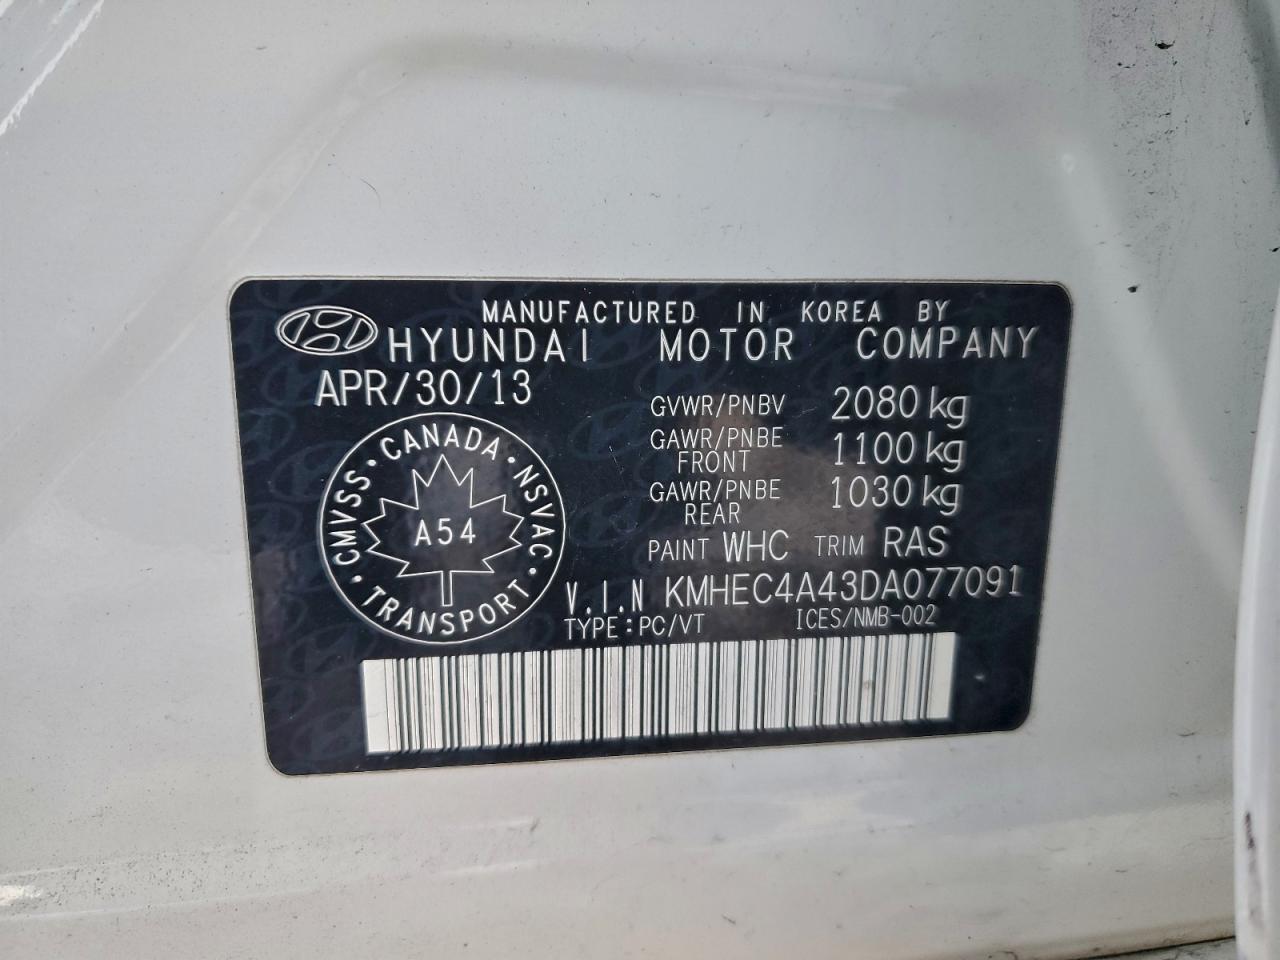 MANUFACTURED IN KOREA BY
HYUNDAI MOTOR COMPANY
APR/30/13
CMVSS · CANADA · NSVAC · TRANSPORT ·
A54
GVWR/PNBV 2080 kg
GAWR/PNBE FRONT 1100 kg
GAWR/PNBE REAR 1030 kg
PAINT WHC TRIM RAS
V.I.N KMHEC4A43DA077091
TYPE:PC/VT ICES/NMB-002